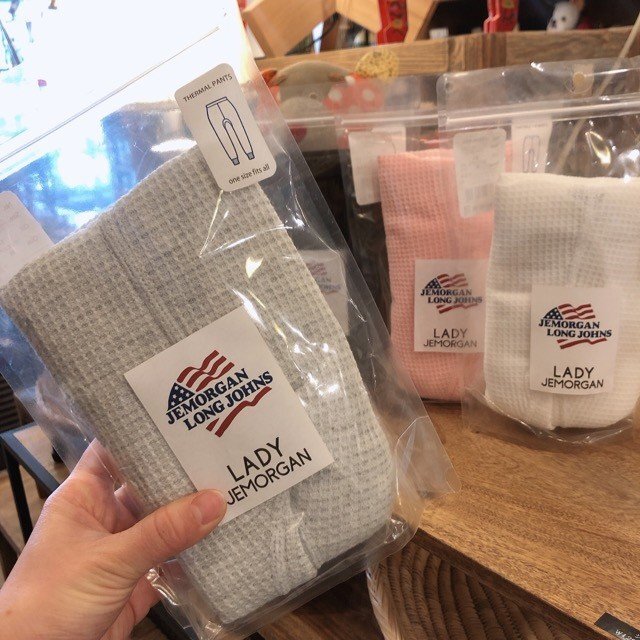 THERMAL PANTS
one size fits all
JEMORGAN
LONG JOHNS
LADY
JEMORGAN
JEMORGAN
LONG JOHNS
LADY
JEMORGAN
JEMORGAN
LONG JOHNS
LADY
JEMORGAN